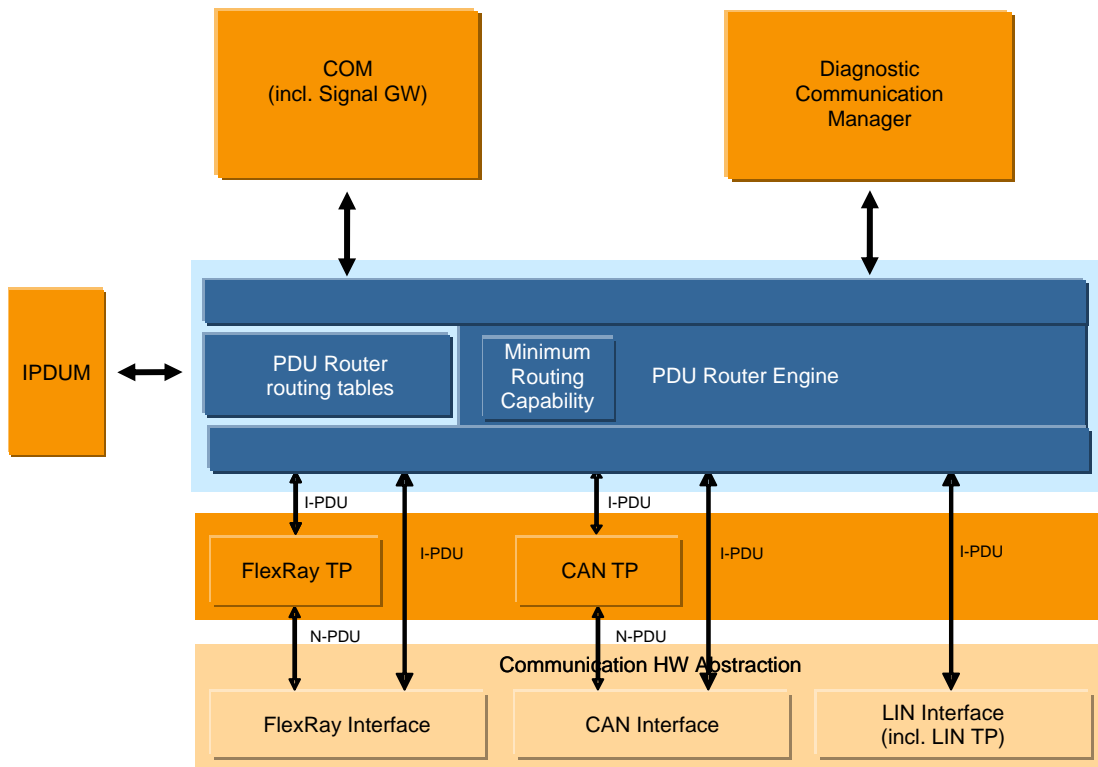 COM
(incl. Signal GW)
Diagnostic
Communication
Manager
IPDUM
PDU Router
routing tables
Minimum
Routing
Capability
PDU Router Engine
I-PDU
I-PDU
I-PDU
I-PDU
I-PDU
FlexRay TP
CAN TP
N-PDU
N-PDU
Communication HW Abstraction
FlexRay Interface
CAN Interface
LIN Interface
(incl. LIN TP)